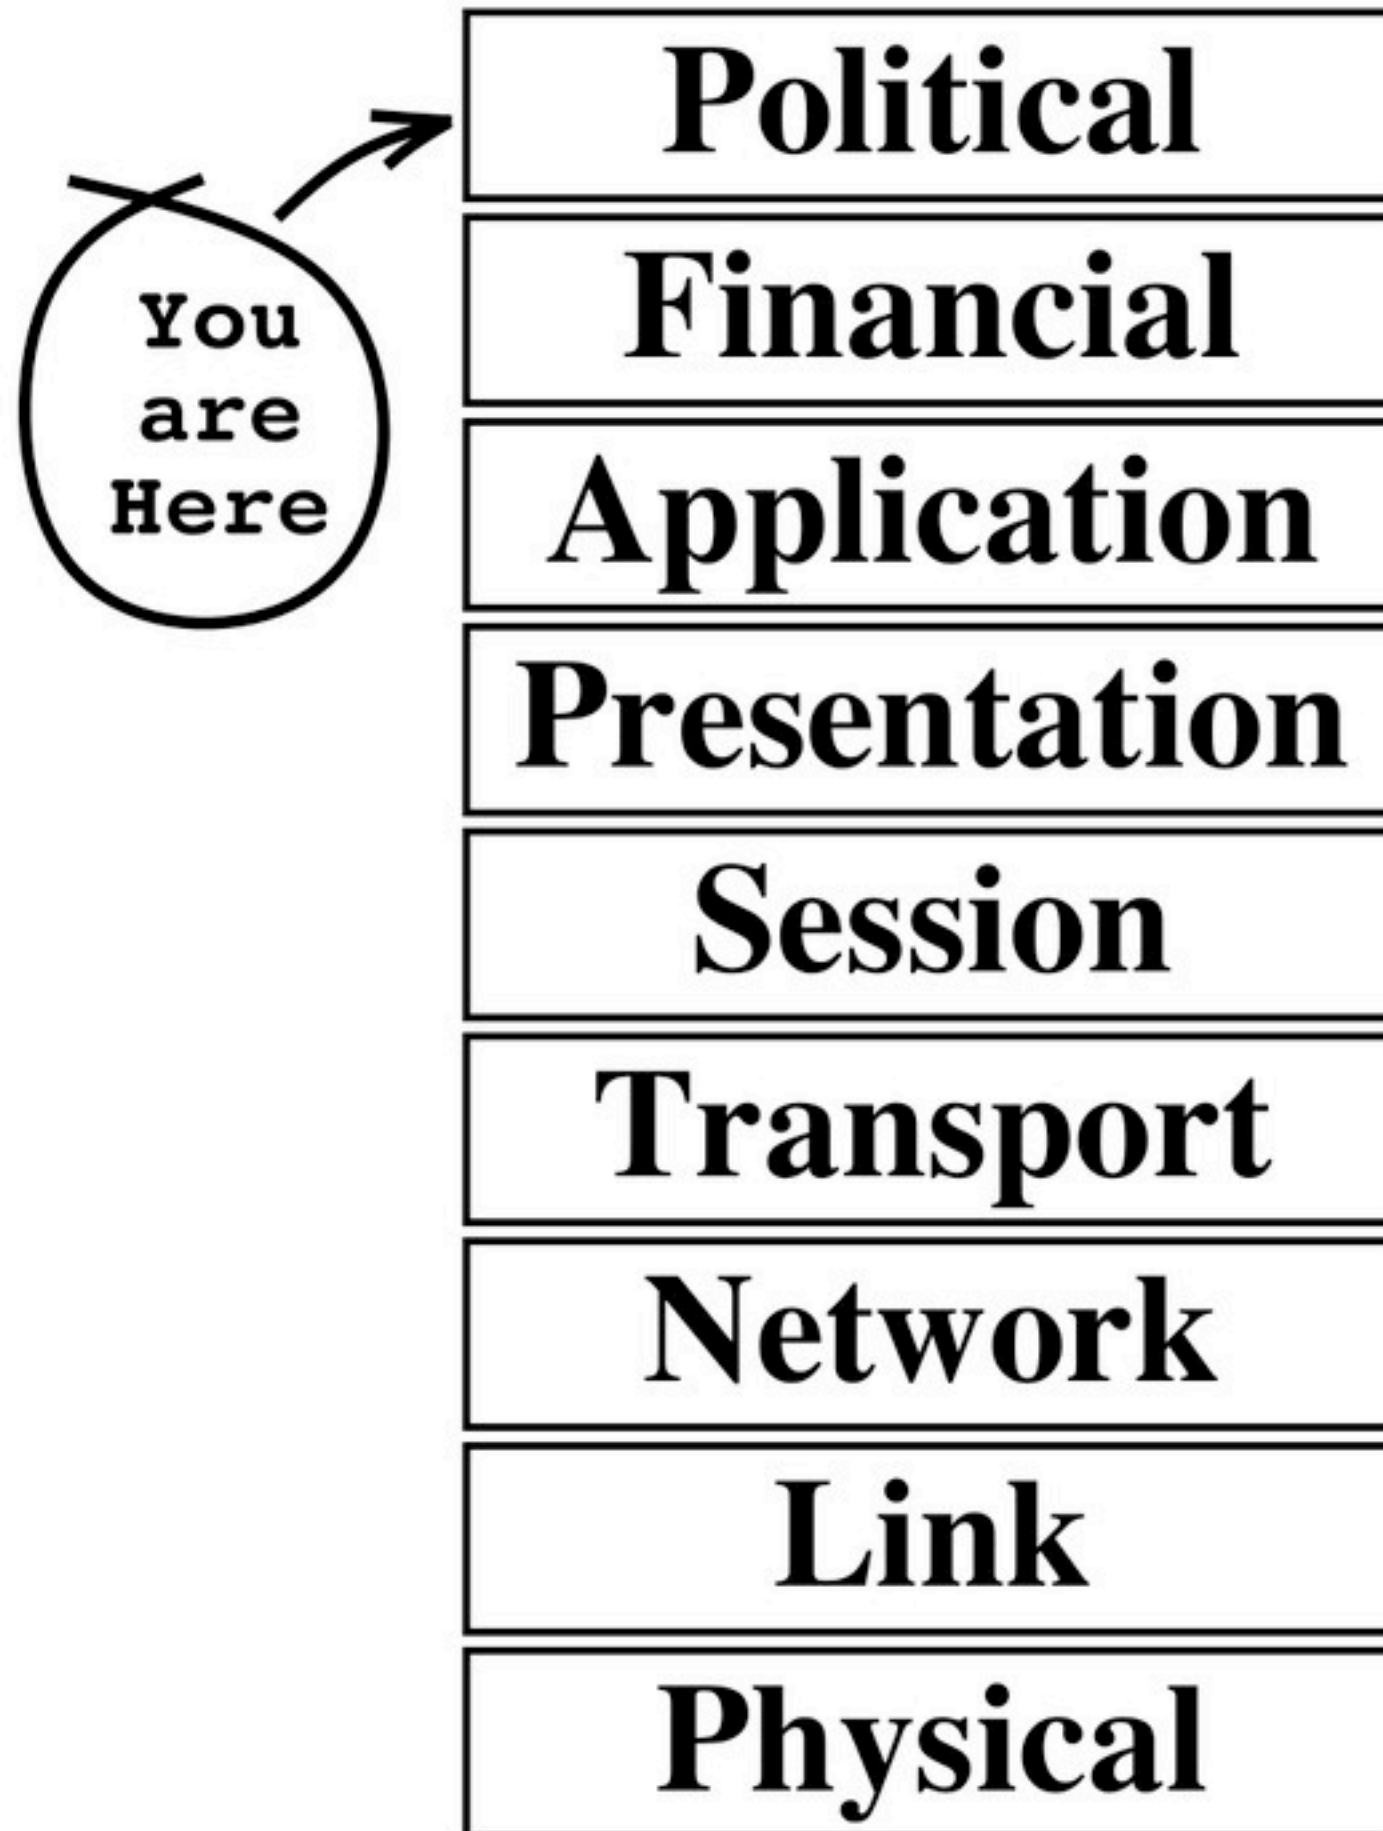 Political
Financial
You
are
Here
Application
Presentation
Session
Transport
Network
Link
Physical